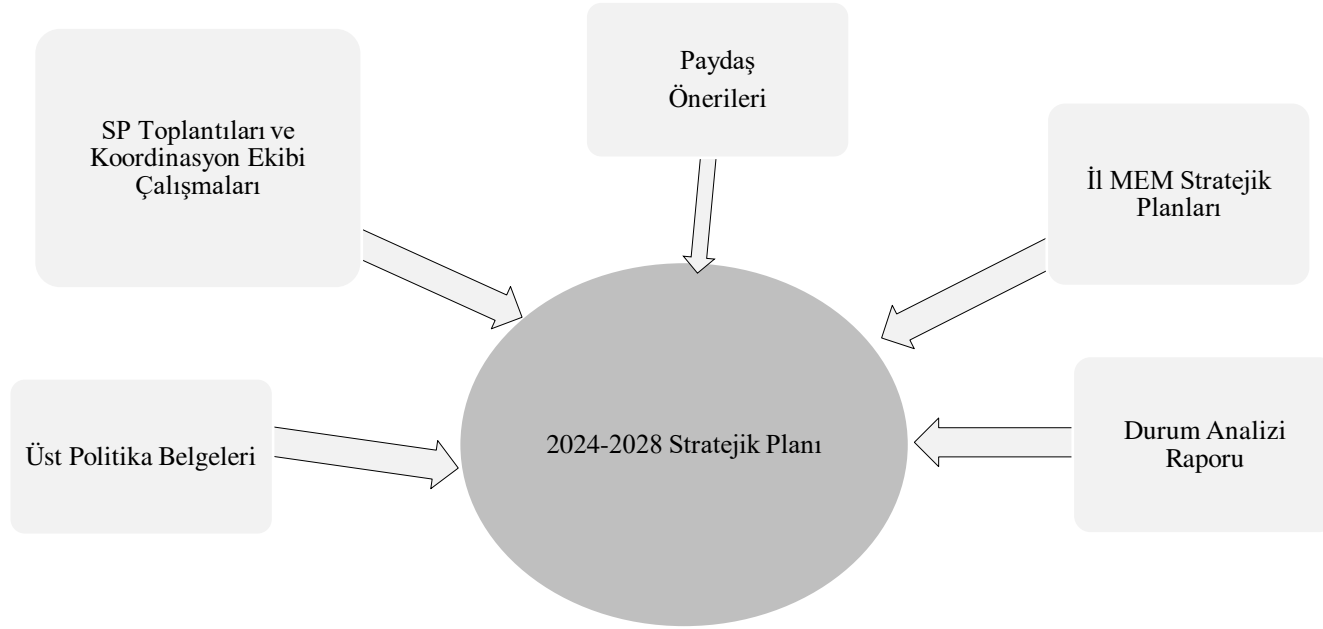 Paydaş
Önerileri
SP Toplantıları ve
Koordinasyon Ekibi
Çalışmaları
İl MEM Stratejik
Planları
Üst Politika Belgeleri
2024-2028 Stratejik Planı
Durum Analizi
Raporu